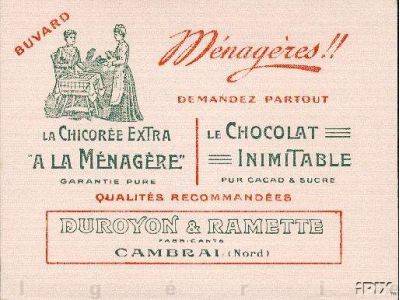 BUVARD
Ménagères!!
DEMANDEZ PARTOUT
LA CHICORÉE EXTRA
"A LA MÉNAGÈRE"
GARANTIE PURE
LE CHOCOLAT
INIMITABLE
PUR CACAO & SUCRE
QUALITÉS RECOMMANDÉES
DUROYON & RAMETTE
FABRICANTS
CAMBRAI (Nord)